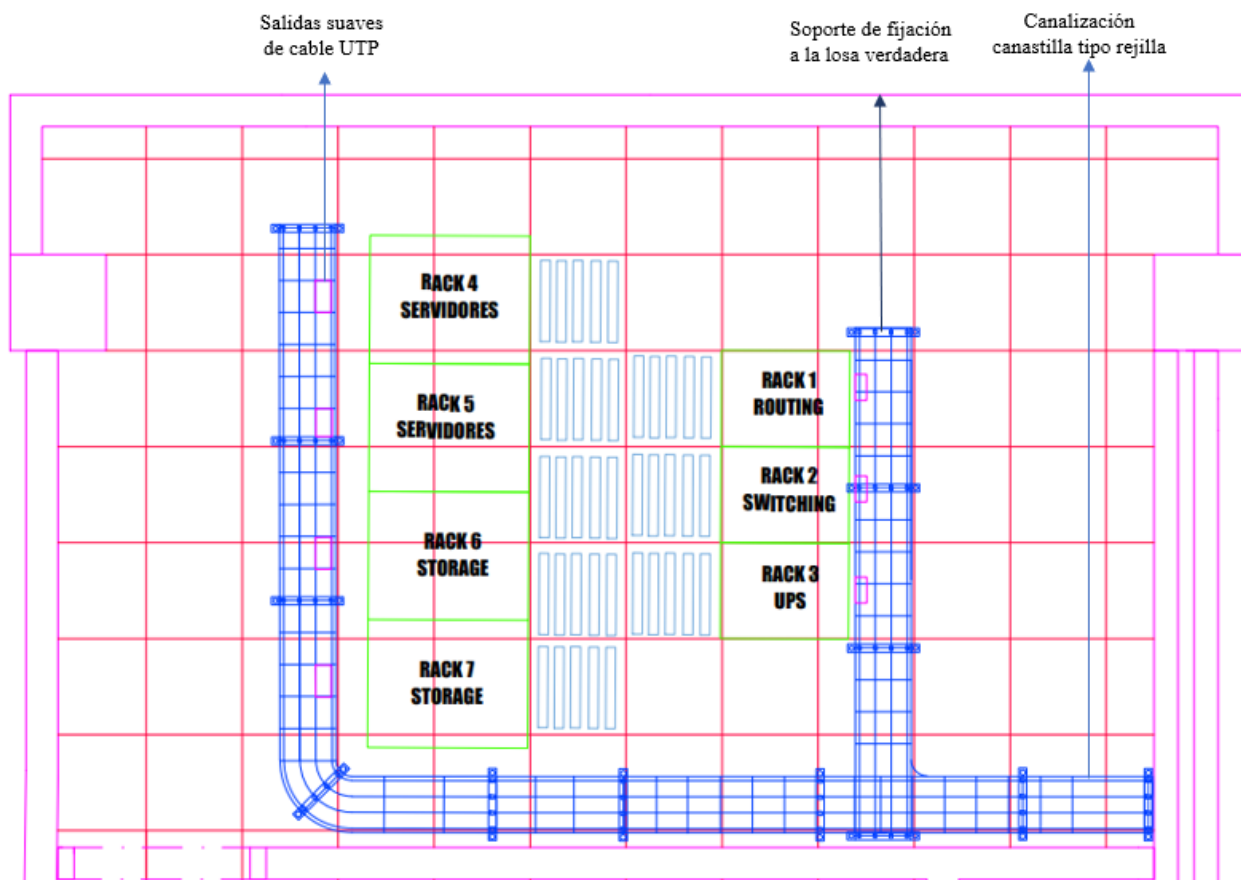 Salidas suaves
de cable UTP
Soporte de fijación
a la losa verdadera
Canalización
canastilla tipo rejilla
RACK 4
SERVIDORES
RACK 5
SERVIDORES
RACK 6
STORAGE
RACK 7
STORAGE
RACK 1
ROUTING
RACK 2
SWITCHING
RACK 3
UPS